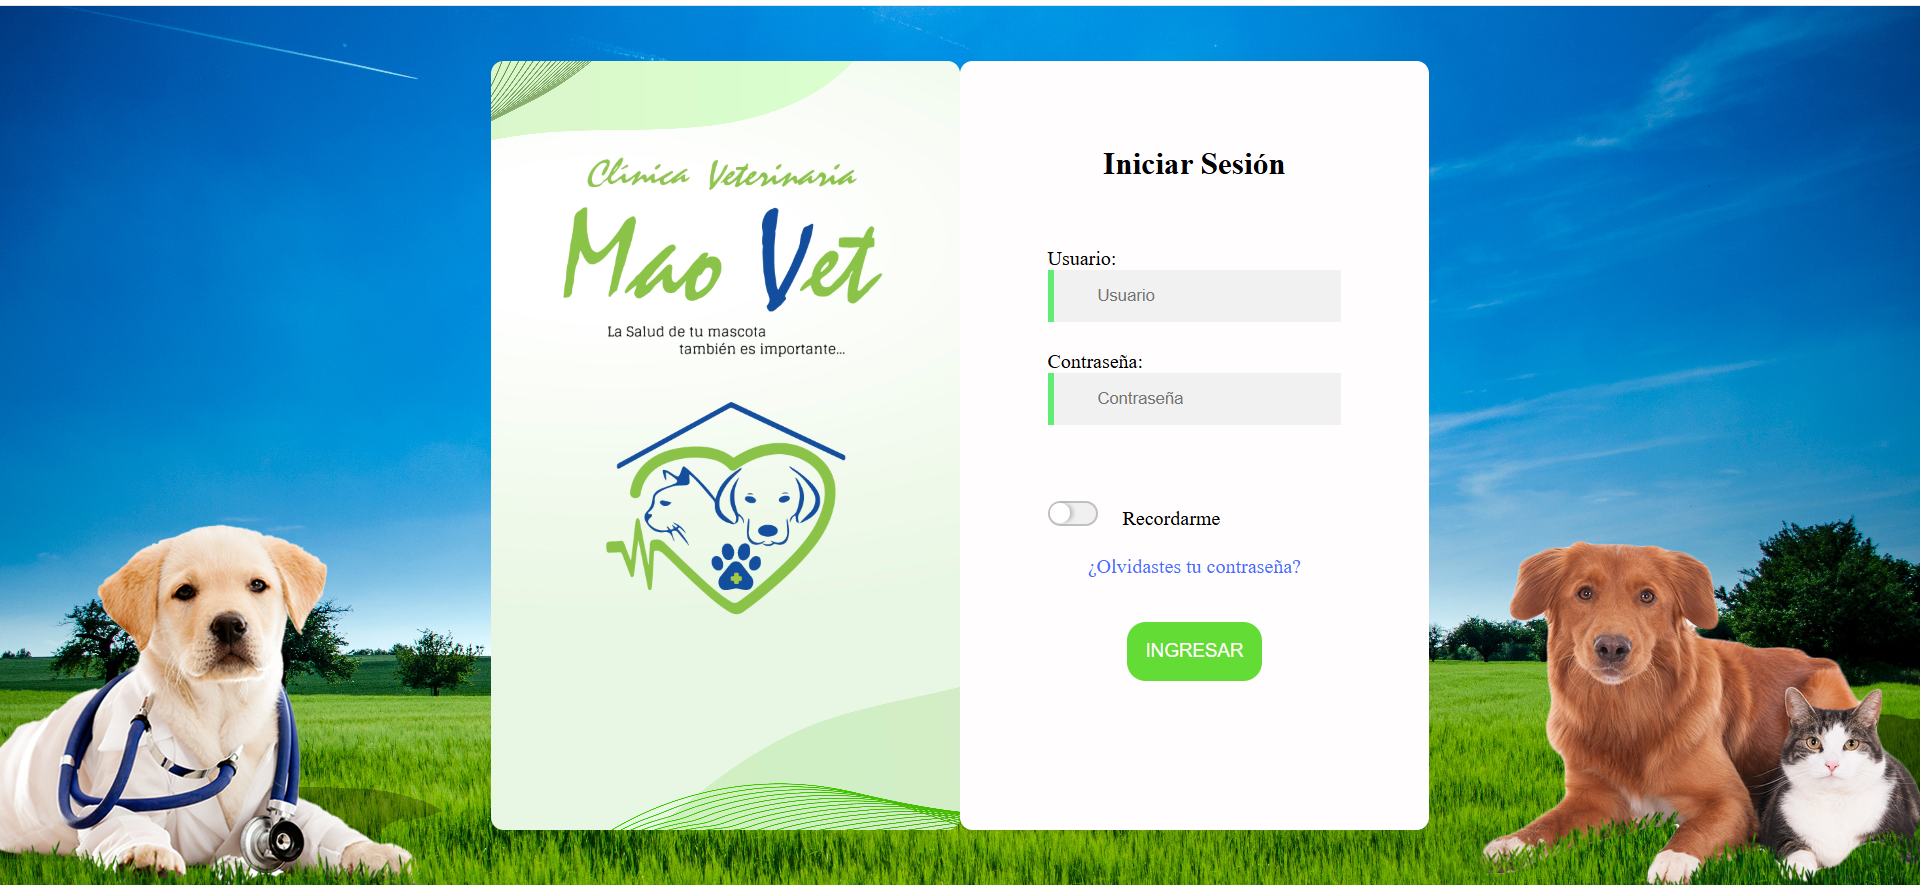 Clínica Veterinaria
Mao Vet
La Salud de tu mascota
también es importante...
Iniciar Sesión
Usuario:
Usuario
Contraseña:
Contraseña
Recordarme
¿Olvidastes tu contraseña?
INGRESAR